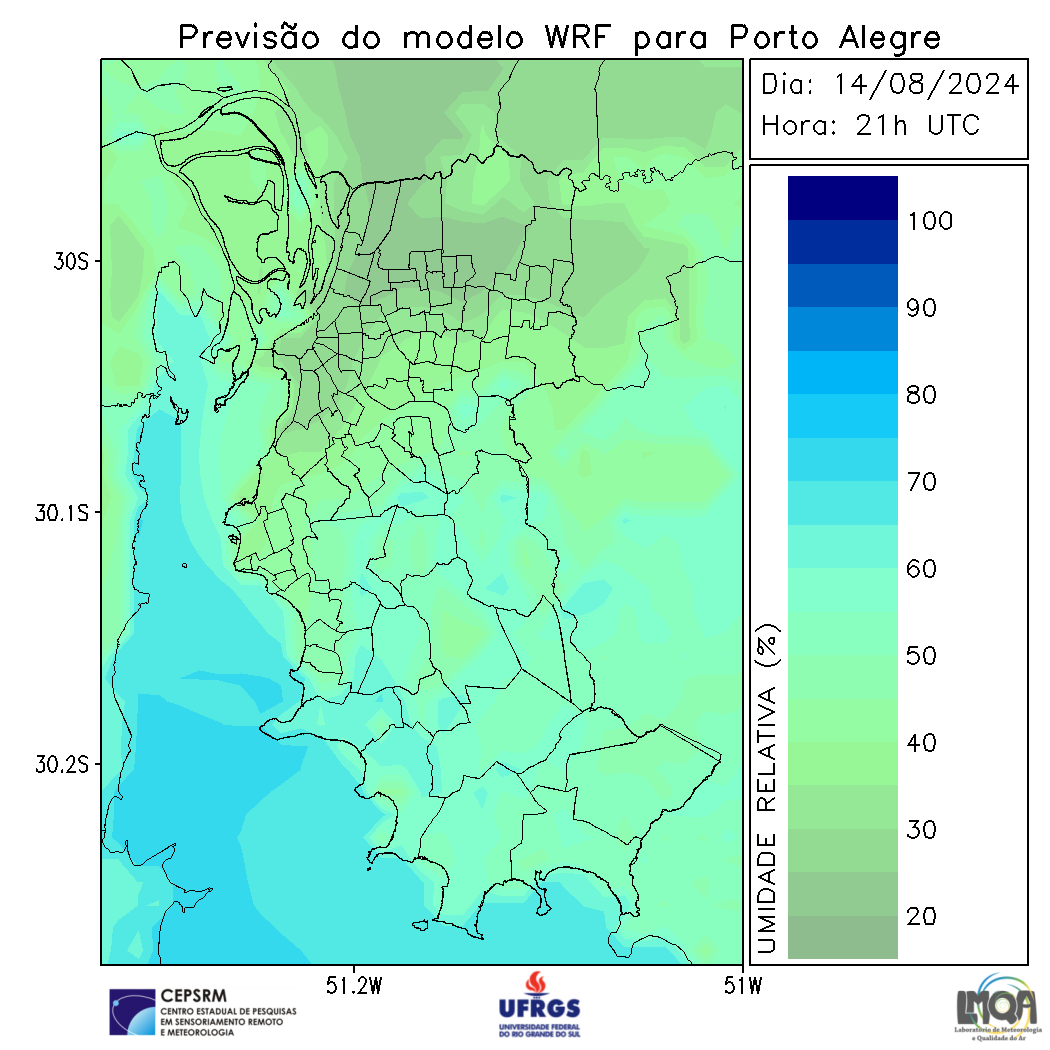 Previsão do modelo WRF para Porto Alegre
Dia: 14/08/2024
Hora: 21h UTC
30S
30.1S
30.2S
51.2W
51W
UMIDADE RELATIVA (%)
100
90
80
70
60
50
40
30
20
CEPSRM
CENTRO ESTADUAL DE PESQUISAS
EM SENSORIAMENTO REMOTO
E METEOROLOGIA
UFRGS
UNIVERSIDADE FEDERAL
DO RIO GRANDE DO SUL
LMQA
Laboratório de Meteorologia
e Qualidade do Ar